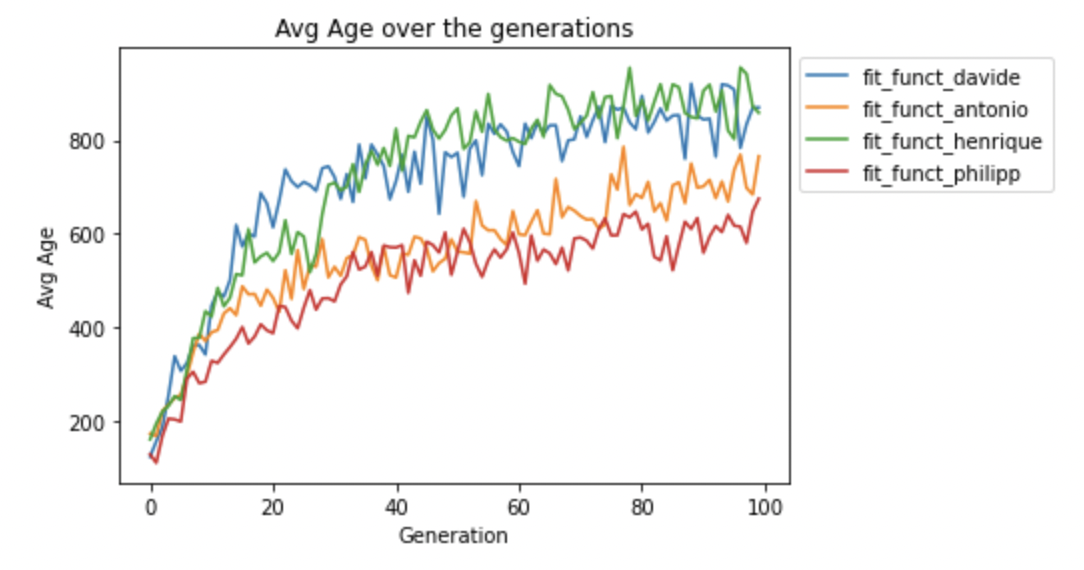 Avg Age over the generations
fit_funct_davide
fit_funct_antonio
fit_funct_henrique
fit_funct_philipp
Avg Age
800
600
400
200
0 20 40 60 80 100
Generation